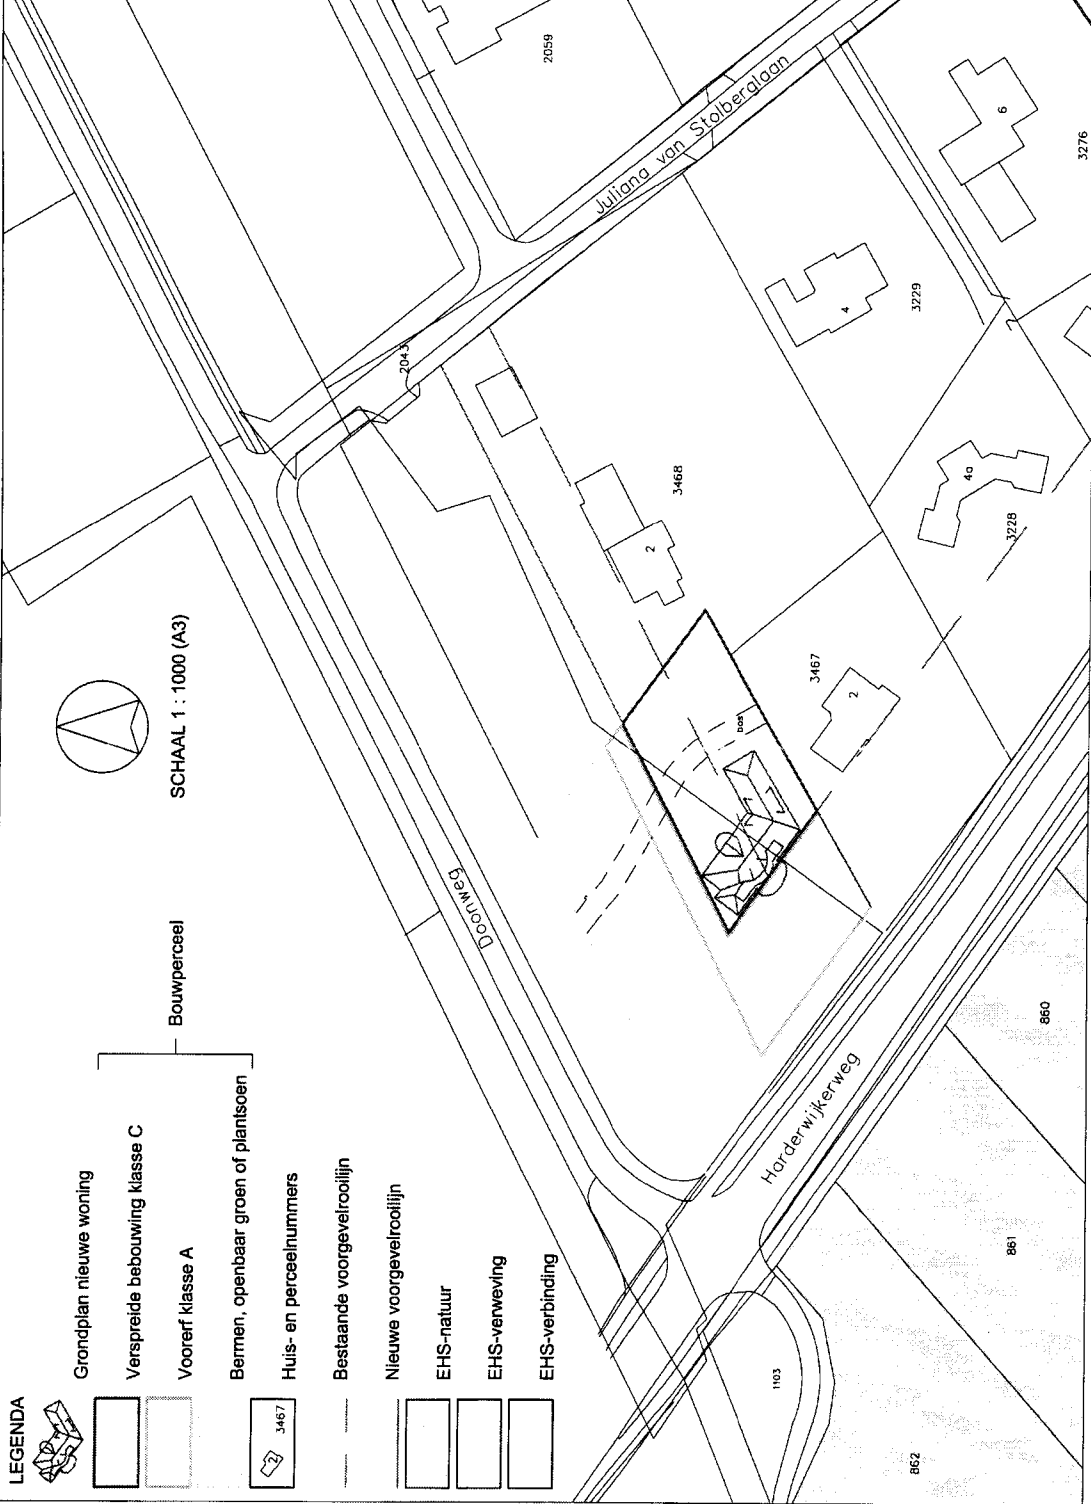 LEGENDA
Grondplan nieuwe woning
Verspreide bebouwing klasse C
Voorerf klasse A
Bouwperceel
Bermen, openbaar groen of plantsoen
2 3467
Huis- en perceelnummers
Bestaande voorgevelrooilijn
Nieuwe voorgevelrooilijn
EHS-natuur
EHS-verweving
EHS-verbinding
SCHAAL 1 : 1000 (A3)
Doornweg
Juliana van Stolberglaan
Harderwijkerweg
2059
2043
6
3276
4
3229
3468
2
4a
3228
3467
2
bos
860
861
1103
862